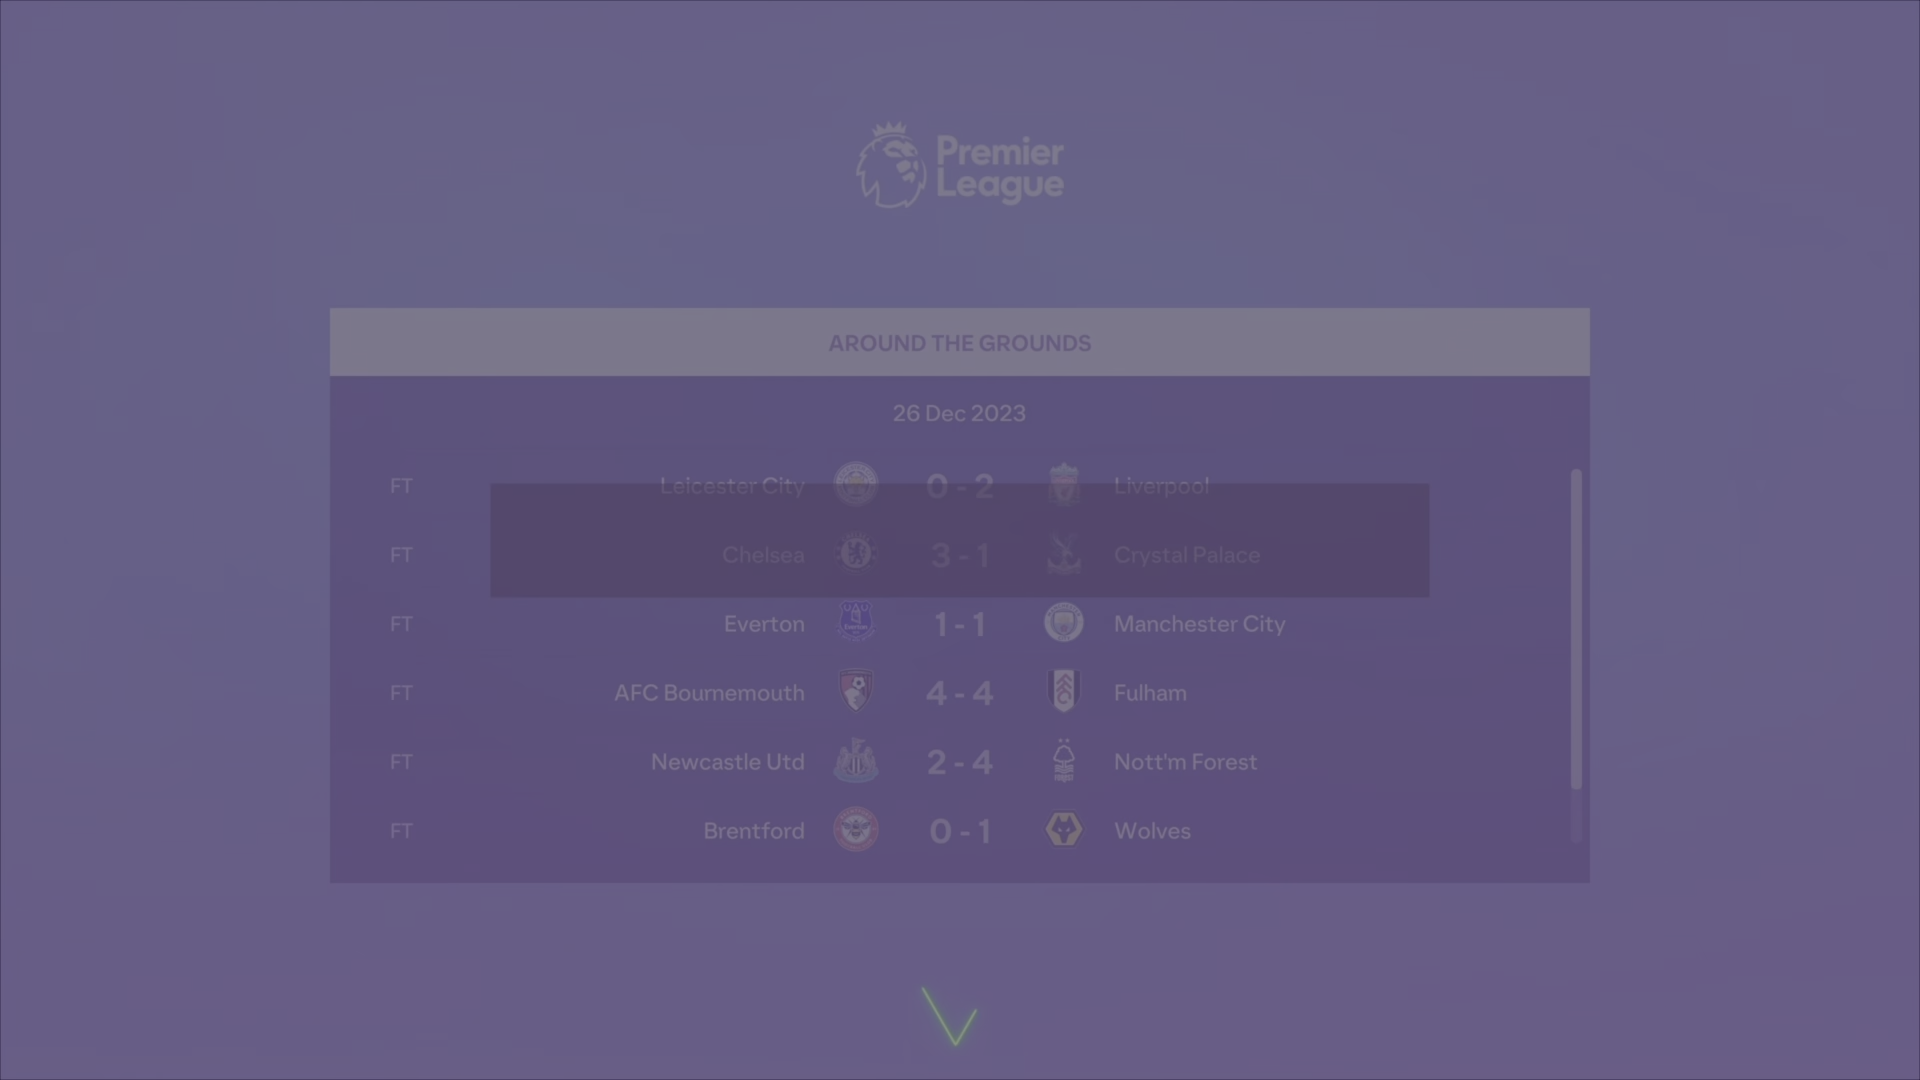 Premier
League
AROUND THE GROUNDS
26 Dec 2023
FT Leicester City 0 - 2 Liverpool
FT Chelsea 3 - 1 Crystal Palace
FT Everton 1 - 1 Manchester City
FT AFC Bournemouth 4 - 4 Fulham
FT Newcastle Utd 2 - 4 Nott'm Forest
FT Brentford 0 - 1 Wolves